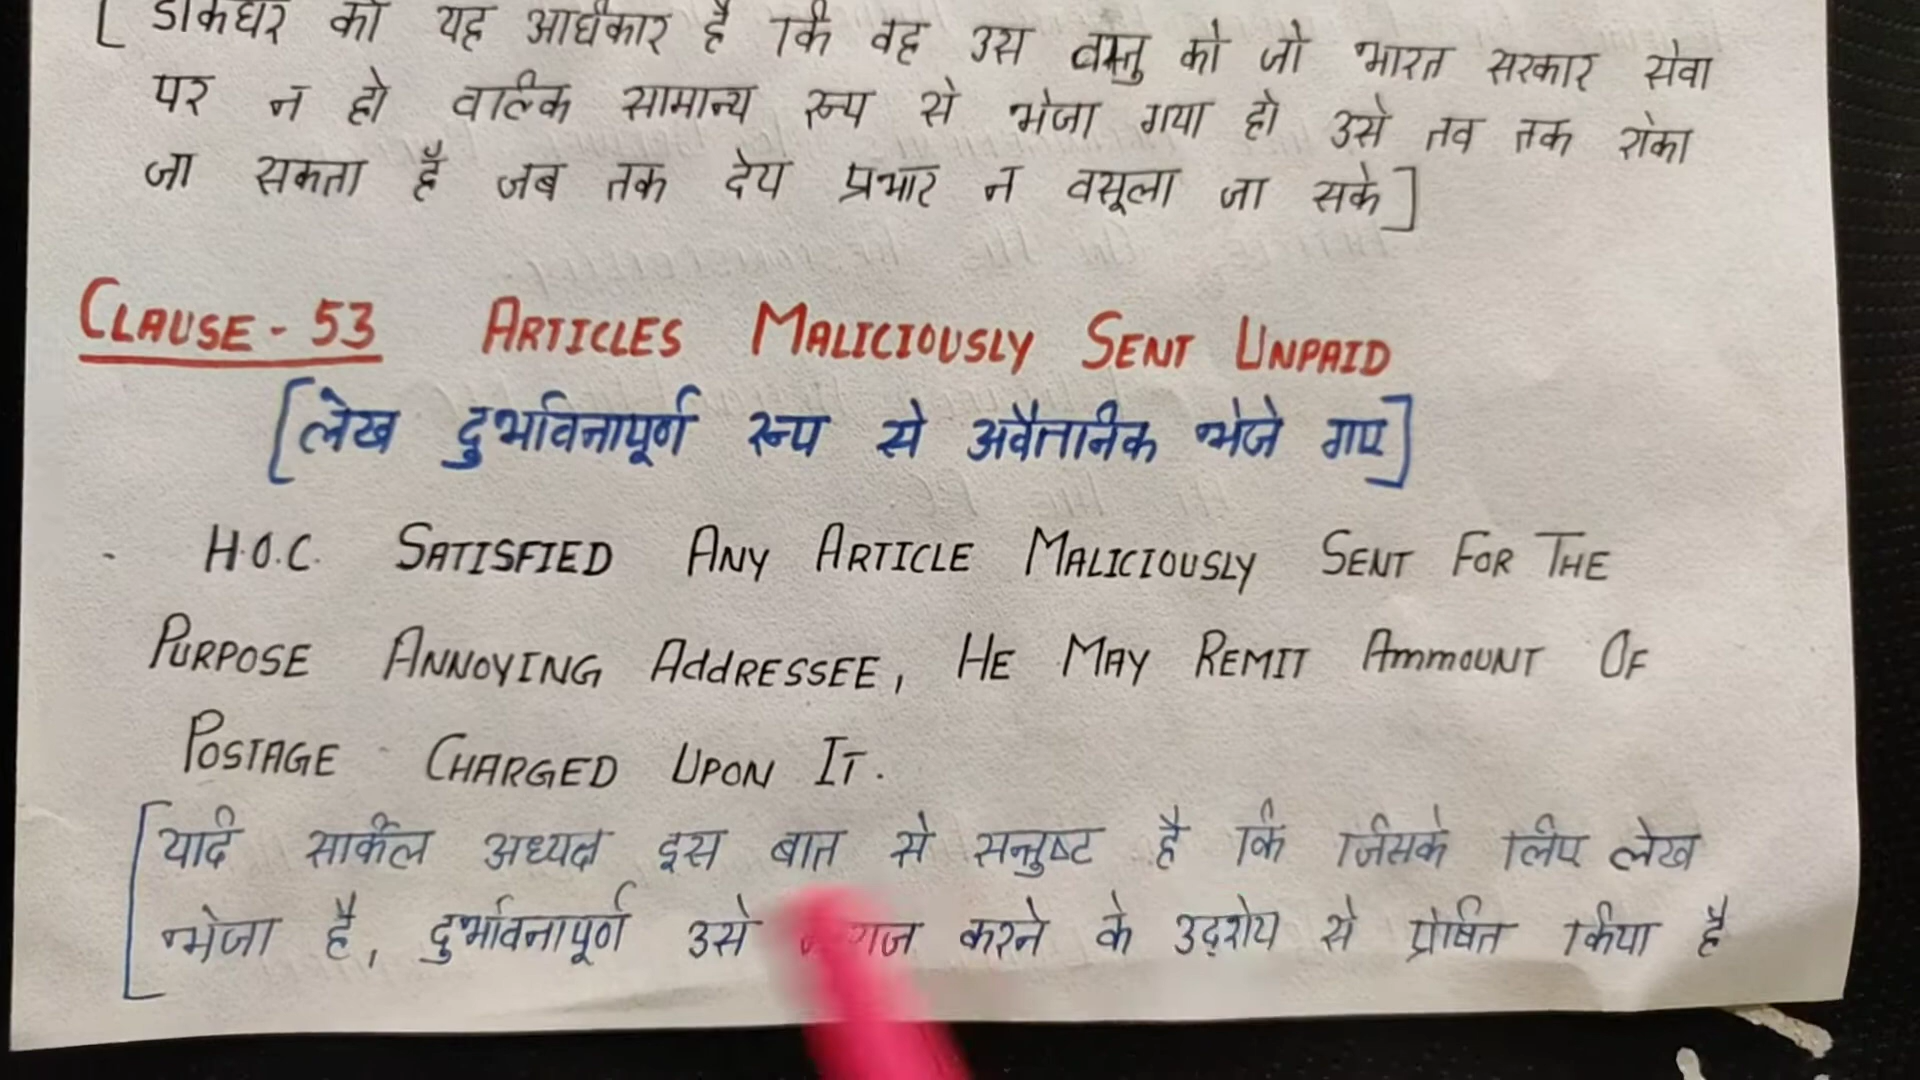 [ डाकघर को यह अधिकार है कि वह उस वस्तु को जो भारत सरकार सेवा
पर न हो वाल्कि सामान्य रूप से भेजा गया हो उसे तव तक रोका
जा सकता है जब तक देय प्रभार न वसूला जा सके]
CLAUSE - 53 ARTICLES MALICIOUSLY SENT UNPAID
[लेख दुर्भावनापूर्ण रूप से अवैतानिक भेजे गए]
H.O.C. SATISFIED ANY ARTICLE MALICIOUSLY SENT FOR THE
PURPOSE ANNOYING ADDRESSEE, HE MAY REMIT AMMOUNT OF
POSTAGE CHARGED UPON IT.
[यदि सर्किल अध्यक्ष इस बात से सन्तुष्ट है कि जिसके लिए लेख
भेजा है, दुर्भावनापूर्ण उसे करने के उद्शेय से प्रेषित किया है